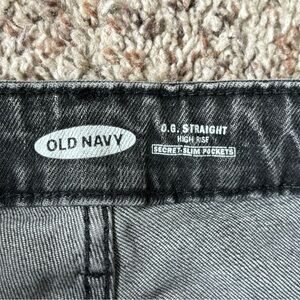 OLD NAVY
O.G. STRAIGHT
HIGH RISE
SECRET-SLIM POCKETS